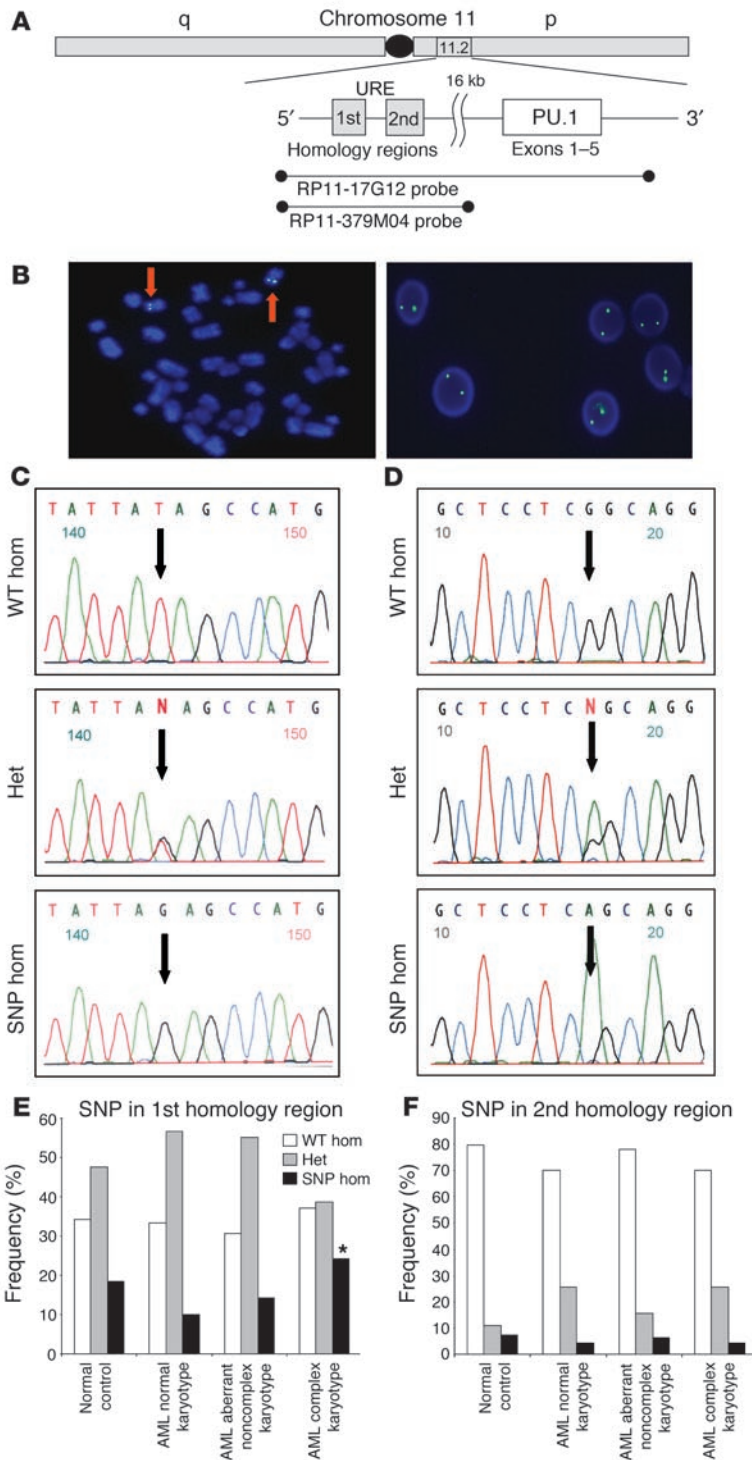 A
q
Chromosome 11
p
11.2
16 kb
URE
5′
1st
2nd
PU.1
3′
Homology regions
Exons 1–5
RP11-17G12 probe
RP11-379M04 probe
B
C
D
WT hom
T A T T A T A G C C A T G
140 150
WT hom
G C T C C T C G G C A G G
10 20
Het
T A T T A N A G C C A T G
140 150
Het
G C T C C T C N G C A G G
10 20
SNP hom
T A T T A G A G C C A T G
140 150
SNP hom
G C T C C T C A G C A G G
10 20
E
SNP in 1st homology region
Frequency (%)
60
50
40
30
20
10
0
WT hom
Het
SNP hom
*
Normal control
AML normal karyotype
AML aberrant noncomplex karyotype
AML complex karyotype
F
SNP in 2nd homology region
Frequency (%)
90
80
70
60
50
40
30
20
10
0
Normal control
AML normal karyotype
AML aberrant noncomplex karyotype
AML complex karyotype